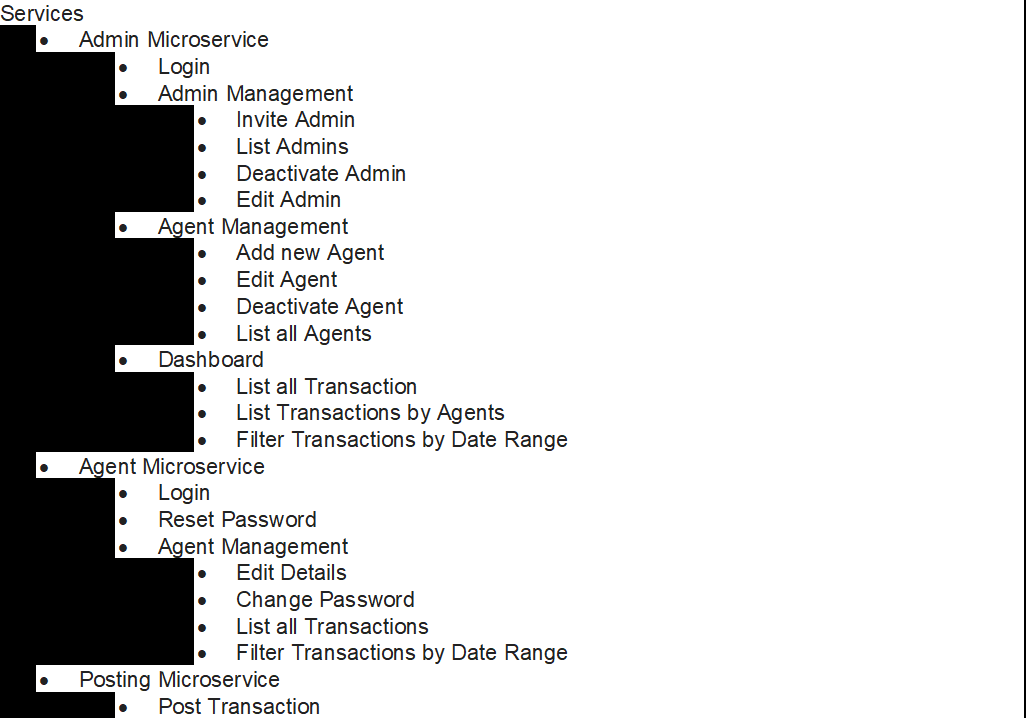 Services
• Admin Microservice
• Login
• Admin Management
• Invite Admin
• List Admins
• Deactivate Admin
• Edit Admin
• Agent Management
• Add new Agent
• Edit Agent
• Deactivate Agent
• List all Agents
• Dashboard
• List all Transaction
• List Transactions by Agents
• Filter Transactions by Date Range
• Agent Microservice
• Login
• Reset Password
• Agent Management
• Edit Details
• Change Password
• List all Transactions
• Filter Transactions by Date Range
• Posting Microservice
• Post Transaction